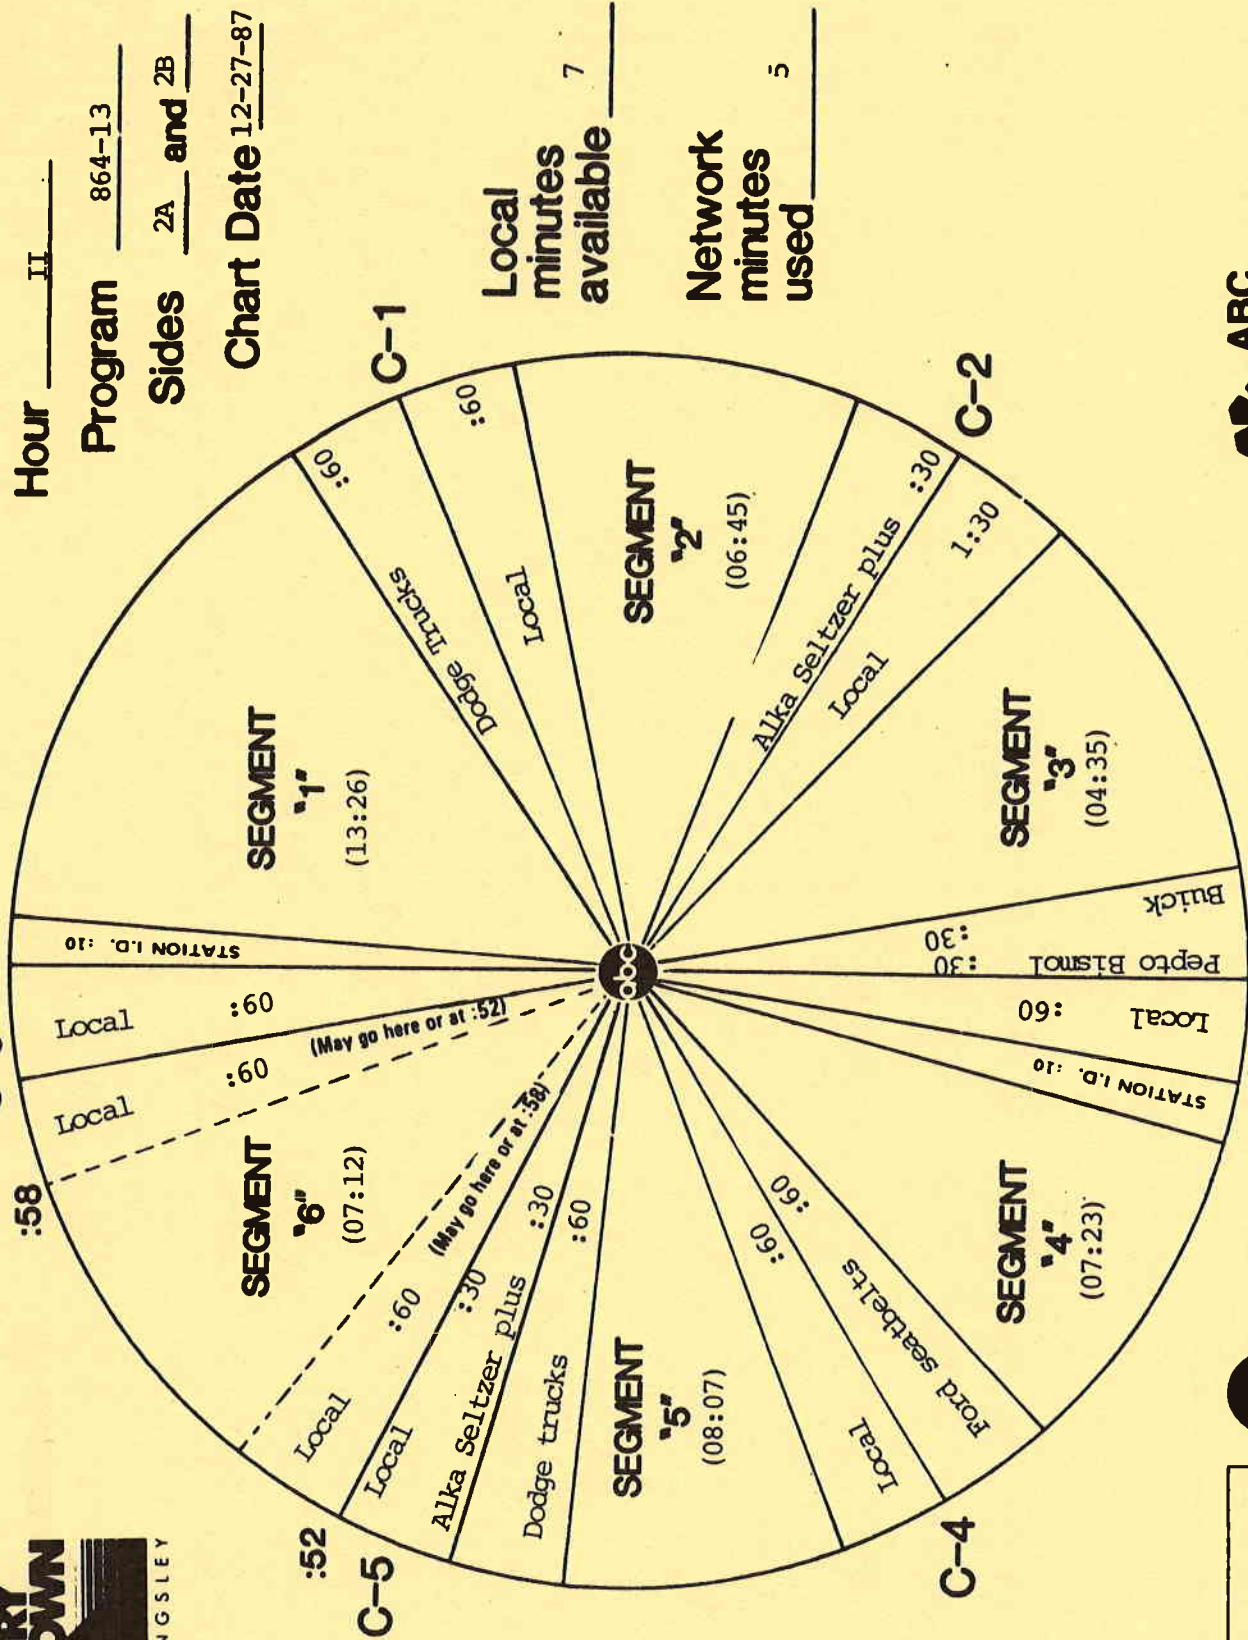 Hour II
Program 864-13
Sides 2A and 2B
Chart Date 12-27-87
Local
minutes
available 7
Network
minutes
used 5
NGSLEY
ABC
abc
STATION I.D. :10
SEGMENT
"1"
(13:26)
Dodge Trucks :60
C-1
Local :60
SEGMENT
"2"
(06:45)
Alka Seltzer plus :30
C-2
Local 1:30
SEGMENT
"3"
(04:35)
Buick :30
Pepto Bismol :30
Local :60
STATION I.D. :10
SEGMENT
"4"
(07:23)
Ford seatbelts :60
C-4
Local :60
SEGMENT
"5"
(08:07)
Dodge trucks :60
Alka Seltzer plus :30
C-5
Local :30
:52
Local :60
(May go here or at :58)
SEGMENT
"6"
(07:12)
:58
Local :60
(May go here or at :52)
Local :60